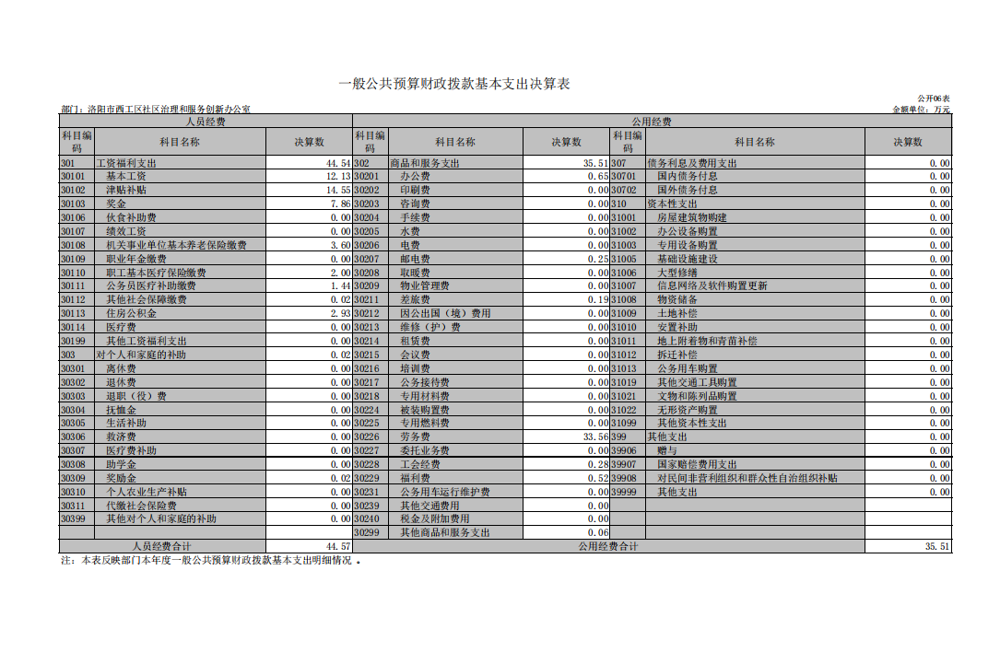 一般公共预算财政拨款基本支出决算表
公开06表
部门：洛阳市西工区社区治理和服务创新办公室 金额单位：万元
人员经费 公用经费
科目编码 科目名称 决算数 科目编码 科目名称 决算数 科目编码 科目名称 决算数
301 工资福利支出 44.54 302 商品和服务支出 35.51 307 债务利息及费用支出 0.00
30101 基本工资 12.13 30201 办公费 0.65 30701 国内债务付息 0.00
30102 津贴补贴 14.55 30202 印刷费 0.00 30702 国外债务付息 0.00
30103 奖金 7.86 30203 咨询费 0.00 310 资本性支出 0.00
30106 伙食补助费 0.00 30204 手续费 0.00 31001 房屋建筑物购建 0.00
30107 绩效工资 0.00 30205 水费 0.00 31002 办公设备购置 0.00
30108 机关事业单位基本养老保险缴费 3.60 30206 电费 0.00 31003 专用设备购置 0.00
30109 职业年金缴费 0.00 30207 邮电费 0.25 31005 基础设施建设 0.00
30110 职工基本医疗保险缴费 2.00 30208 取暖费 0.00 31006 大型修缮 0.00
30111 公务员医疗补助缴费 1.44 30209 物业管理费 0.00 31007 信息网络及软件购置更新 0.00
30112 其他社会保障缴费 0.02 30211 差旅费 0.19 31008 物资储备 0.00
30113 住房公积金 2.93 30212 因公出国（境）费用 0.00 31009 土地补偿 0.00
30114 医疗费 0.00 30213 维修（护）费 0.00 31010 安置补助 0.00
30199 其他工资福利支出 0.00 30214 租赁费 0.00 31011 地上附着物和青苗补偿 0.00
303 对个人和家庭的补助 0.02 30215 会议费 0.00 31012 拆迁补偿 0.00
30301 离休费 0.00 30216 培训费 0.00 31013 公务用车购置 0.00
30302 退休费 0.00 30217 公务接待费 0.00 31019 其他交通工具购置 0.00
30303 退职（役）费 0.00 30218 专用材料费 0.00 31021 文物和陈列品购置 0.00
30304 抚恤金 0.00 30224 被装购置费 0.00 31022 无形资产购置 0.00
30305 生活补助 0.00 30225 专用燃料费 0.00 31099 其他资本性支出 0.00
30306 救济费 0.00 30226 劳务费 33.56 399 其他支出 0.00
30307 医疗费补助 0.00 30227 委托业务费 0.00 39906 赠与 0.00
30308 助学金 0.00 30228 工会经费 0.28 39907 国家赔偿费用支出 0.00
30309 奖励金 0.02 30229 福利费 0.52 39908 对民间非营利组织和群众性自治组织补贴 0.00
30310 个人农业生产补贴 0.00 30231 公务用车运行维护费 0.00 39999 其他支出 0.00
30311 代缴社会保险费 0.00 30239 其他交通费用 0.00
30399 其他对个人和家庭的补助 0.00 30240 税金及附加费用 0.00
30299 其他商品和服务支出 0.06
人员经费合计 44.57 公用经费合计 35.51
注：本表反映部门本年度一般公共预算财政拨款基本支出明细情况 。